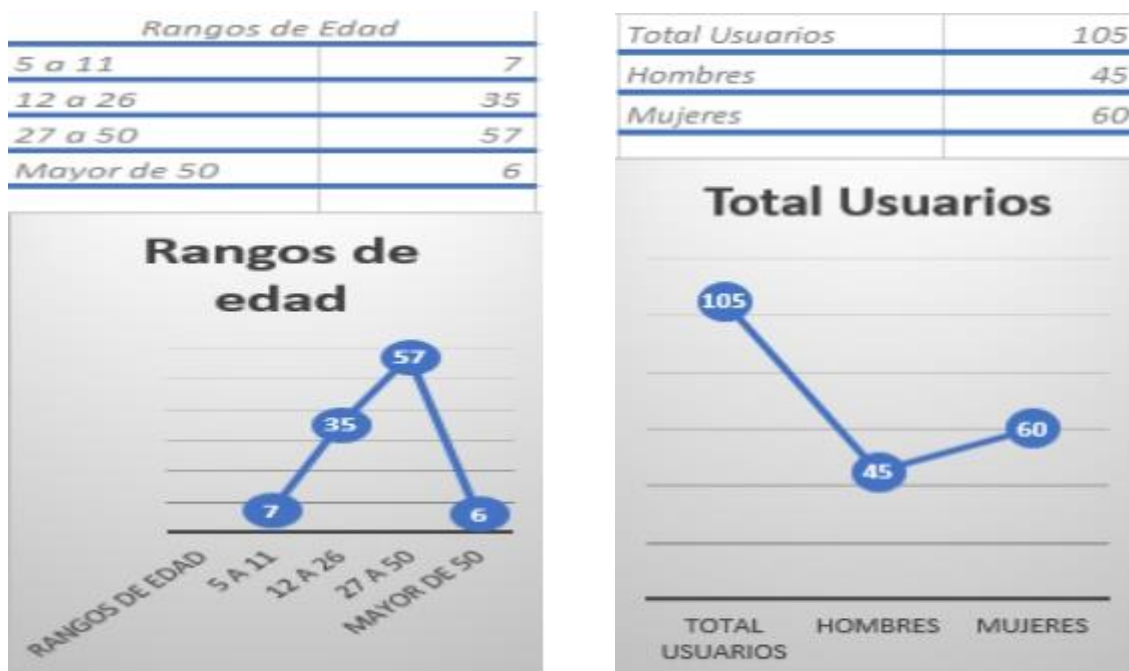 Rangos de Edad
5 a 11 7
12 a 26 35
27 a 50 57
Mayor de 50 6
Rangos de
edad
57
35
7
6
RANGOS DE EDAD
5 A 11
12 A 26
27 A 50
MAYOR DE 50
Total Usuarios 105
Hombres 45
Mujeres 60
Total Usuarios
105
60
45
TOTAL
USUARIOS
HOMBRES
MUJERES